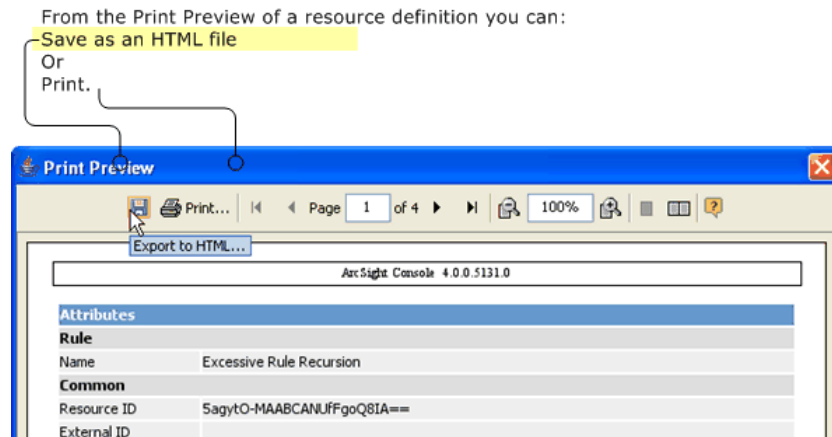 From the Print Preview of a resource definition you can:
Save as an HTML file
Or
Print.
Print Preview
Print... Page 1 of 4 100%
Export to HTML...
ArcSight Console 4.0.0.5131.0
Attributes
Rule
Name Excessive Rule Recursion
Common
Resource ID 5agytO-MAABCANUfFgoQ8IA==
External ID